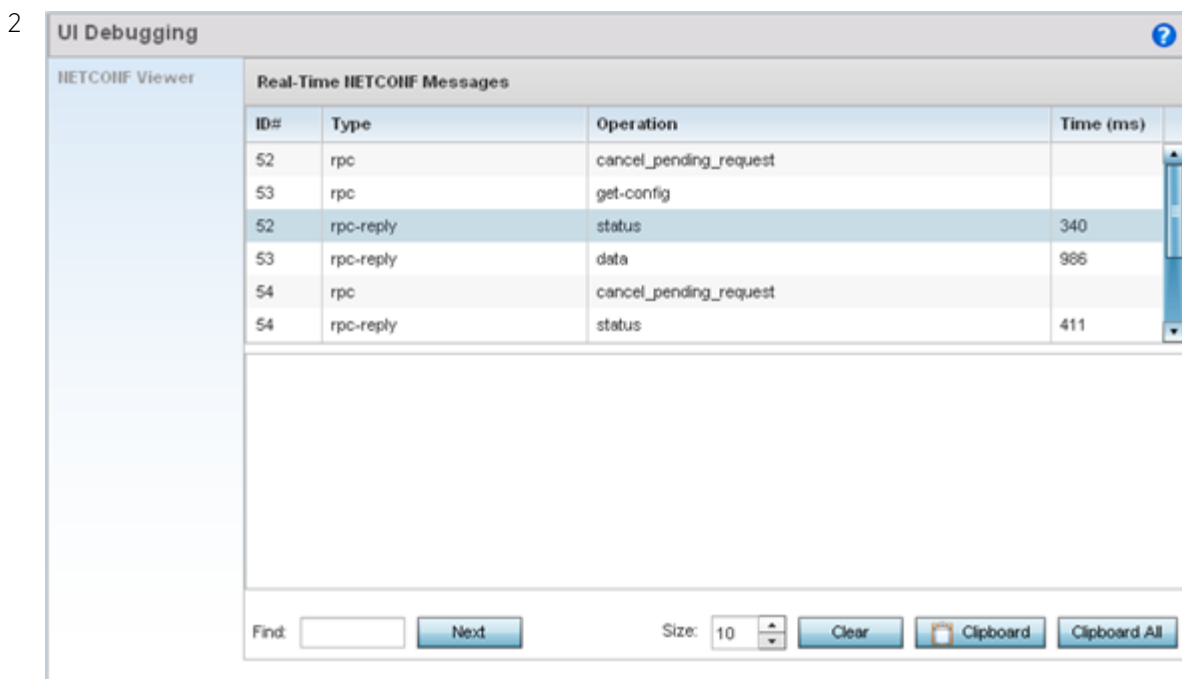 2
UI Debugging
?
NETCONF Viewer
Real-Time NETCONF Messages
ID# Type Operation Time (ms)
52 rpc cancel_pending_request
53 rpc get-config
52 rpc-reply status 340
53 rpc-reply data 986
54 rpc cancel_pending_request
54 rpc-reply status 411
Find: Next Size: 10 Clear Clipboard Clipboard All